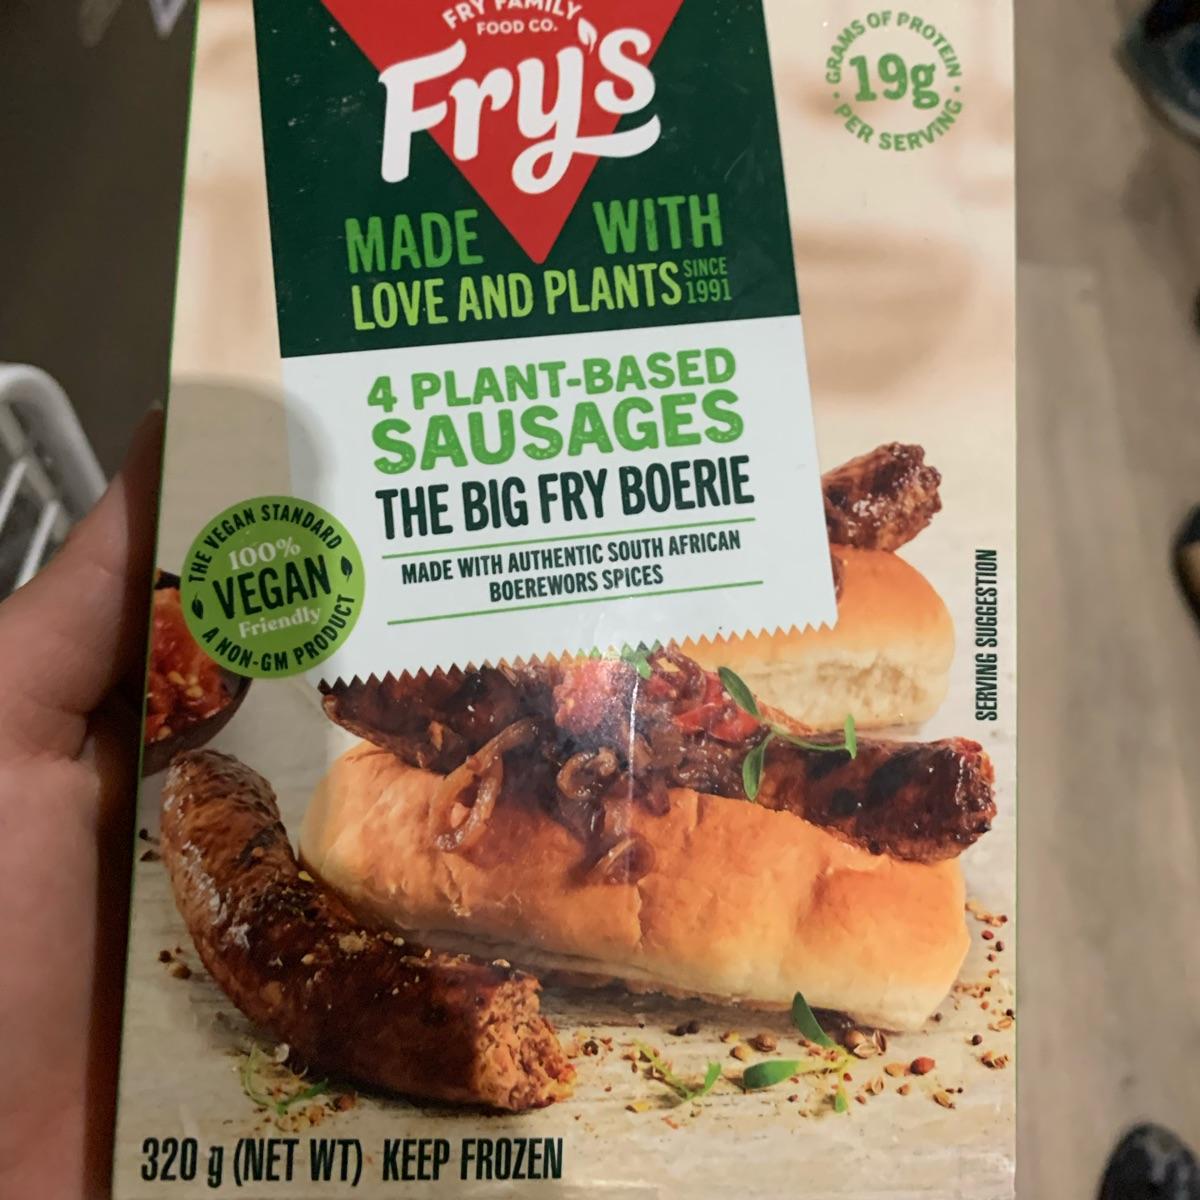 FRY FAMILY
FOOD CO.
Fry's
MADE WITH
LOVE AND PLANTS SINCE 1991
GRAMS OF PROTEIN
19g
PER SERVING
4 PLANT-BASED
SAUSAGES
THE BIG FRY BOERIE
MADE WITH AUTHENTIC SOUTH AFRICAN
BOEREWORS SPICES
THE VEGAN STANDARD
100%
VEGAN
Friendly
A NON-GM PRODUCT
SERVING SUGGESTION
320 g (NET WT) KEEP FROZEN